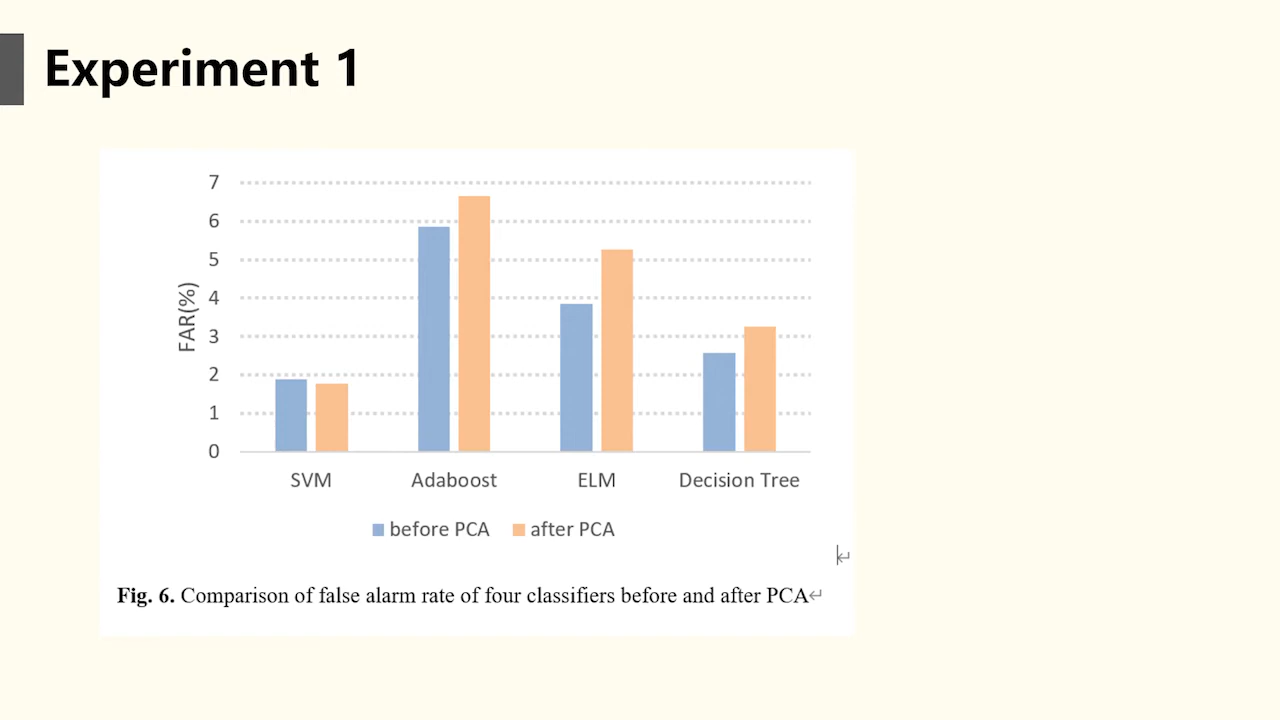 Experiment 1
7
6
5
4
3
2
1
0
FAR(%)
SVM Adaboost ELM Decision Tree
before PCA after PCA
Fig. 6. Comparison of false alarm rate of four classifiers before and after PCA